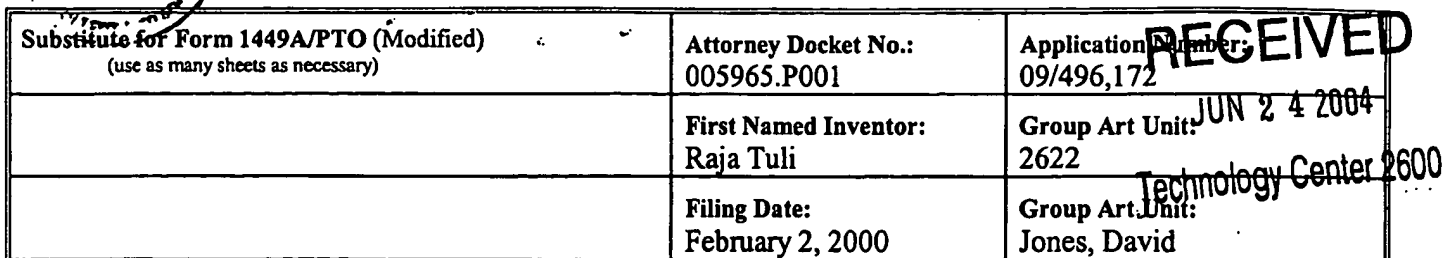 Substitute for Form 1449A/PTO (Modified)
(use as many sheets as necessary)
Attorney Docket No.:
005965.P001
Application Number:
09/496,172
RECEIVED
JUN 2 4 2004
First Named Inventor:
Raja Tuli
Group Art Unit:
2622
Technology Center 2600
Filing Date:
February 2, 2000
Group Art Unit:
Jones, David